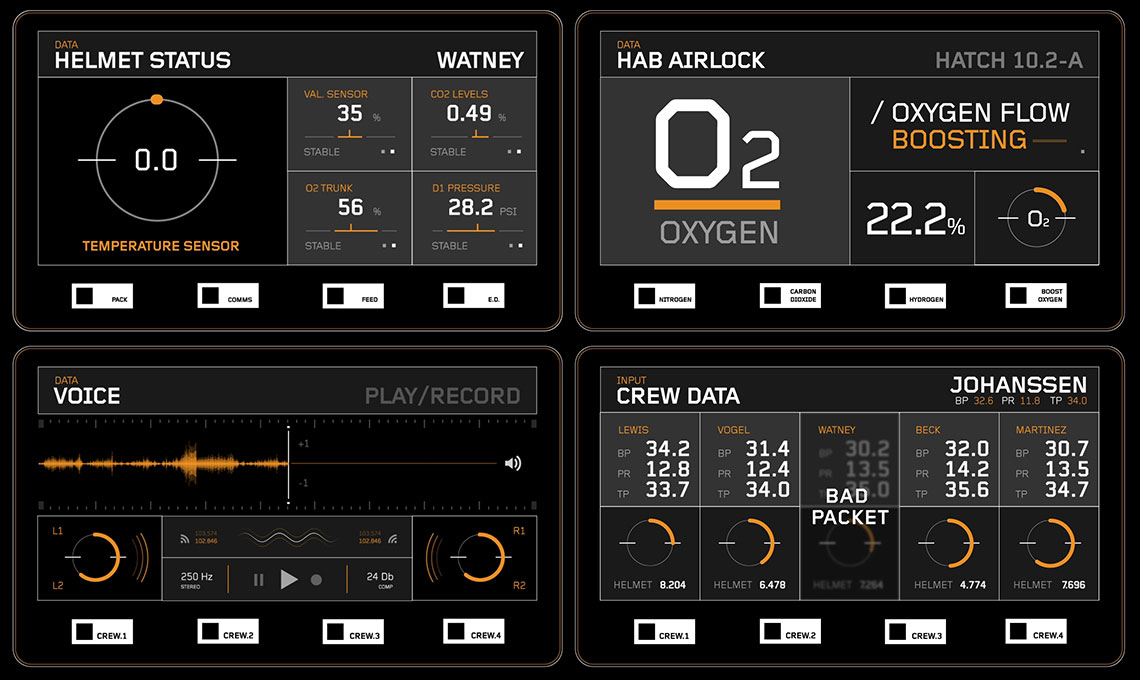 DATA
HELMET STATUS
WATNEY
0.0
TEMPERATURE SENSOR
VAL. SENSOR
35 %
STABLE
CO2 LEVELS
0.49 %
STABLE
O2 TRUNK
56 %
STABLE
D1 PRESSURE
28.2 PSI
STABLE
PACK
COMMS
FEED
E.D.
DATA
HAB AIRLOCK
HATCH 10.2-A
O2
OXYGEN
/ OXYGEN FLOW
BOOSTING
22.2%
O2
NITROGEN
CARBON
DIOXIDE
HYDROGEN
BOOST
OXYGEN
DATA
VOICE
PLAY/RECORD
+1
-1
L1
L2
103.574
102.846
103.574
102.846
250 Hz
STEREO
24 Db
COMP
R1
R2
CREW.1
CREW.2
CREW.3
CREW.4
INPUT
CREW DATA
JOHANSSEN
BP 32.6 PR 11.8 TP 34.0
LEWIS
BP 34.2
PR 12.8
TP 33.7
HELMET 8.204
VOGEL
BP 31.4
PR 12.4
TP 34.0
HELMET 6.478
WATNEY
BP 30.2
PR 13.5
BAD
PACKET
HELMET 7.264
BECK
BP 32.0
PR 14.2
TP 35.6
HELMET 4.774
MARTINEZ
BP 30.7
PR 13.5
TP 34.7
HELMET 7.696
CREW.1
CREW.2
CREW.3
CREW.4